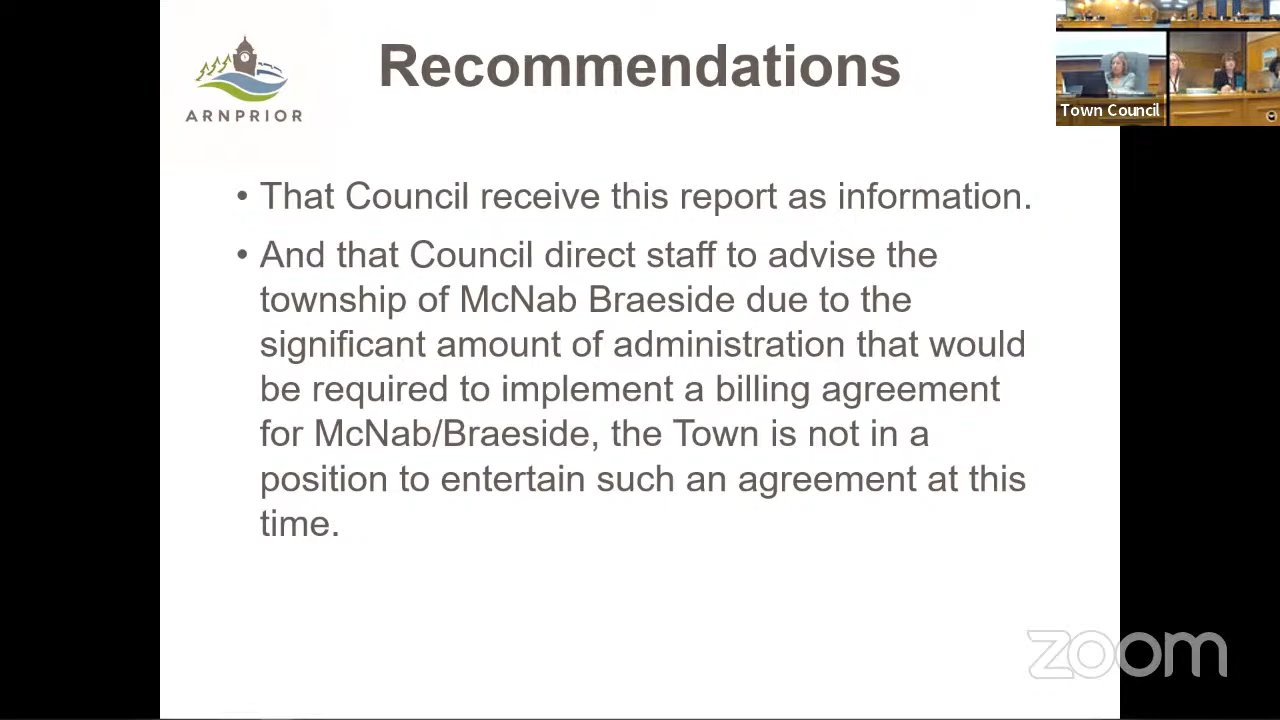 Recommendations
ARNPRIOR
Town Council
• That Council receive this report as information.
• And that Council direct staff to advise the
township of McNab Braeside due to the
significant amount of administration that would
be required to implement a billing agreement
for McNab/Braeside, the Town is not in a
position to entertain such an agreement at this
time.
zoom